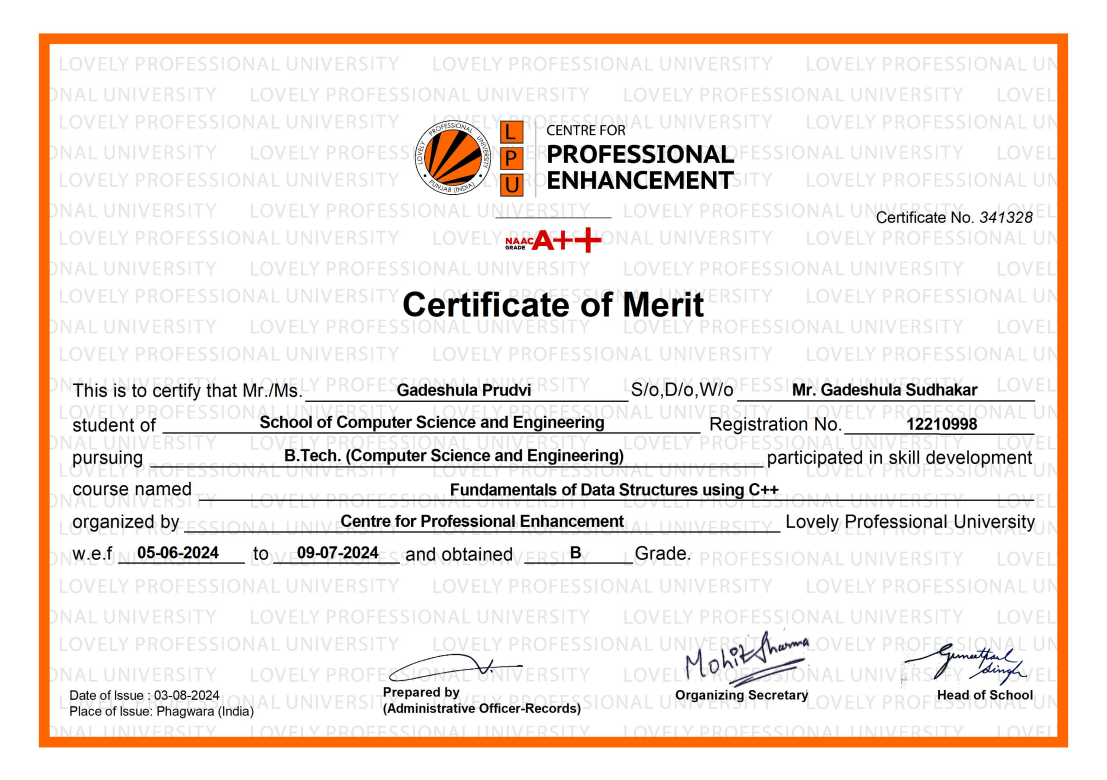 LOVELY PROFESSIONAL UNIVERSITY
PUNJAB (INDIA)
L
P
U
CENTRE FOR
PROFESSIONAL
ENHANCEMENT
Certificate No. 341328
NAAC
GRADE
A++
Certificate of Merit
This is to certify that Mr./Ms. Gadeshula Prudvi S/o,D/o,W/o Mr. Gadeshula Sudhakar
student of School of Computer Science and Engineering Registration No. 12210998
pursuing B.Tech. (Computer Science and Engineering) participated in skill development
course named Fundamentals of Data Structures using C++
organized by Centre for Professional Enhancement Lovely Professional University
w.e.f 05-06-2024 to 09-07-2024 and obtained B Grade.
Mohit Sharma
Singh
Date of Issue : 03-08-2024
Place of Issue: Phagwara (India)
Prepared by
(Administrative Officer-Records)
Organizing Secretary
Head of School